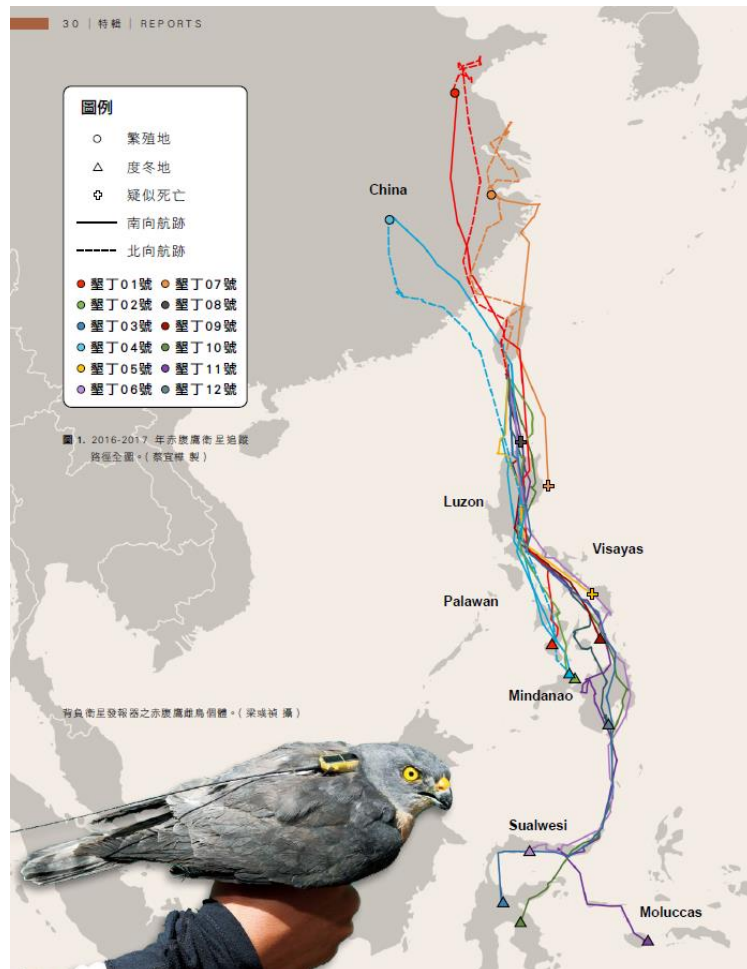 30 | 特輯 | REPORTS
圖例
繁殖地
度冬地
疑似死亡
南向航跡
北向航跡
墾丁01號 墾丁07號
墾丁02號 墾丁08號
墾丁03號 墾丁09號
墾丁04號 墾丁10號
墾丁05號 墾丁11號
墾丁06號 墾丁12號
圖 1. 2016-2017 年赤腹鷹衛星追蹤
路徑全圖。(蔡宜樺 製)
China
Luzon
Visayas
Palawan
Mindanao
背負衛星發報器之赤腹鷹雌鳥個體。(梁 禎 攝)
Sualwesi
Moluccas